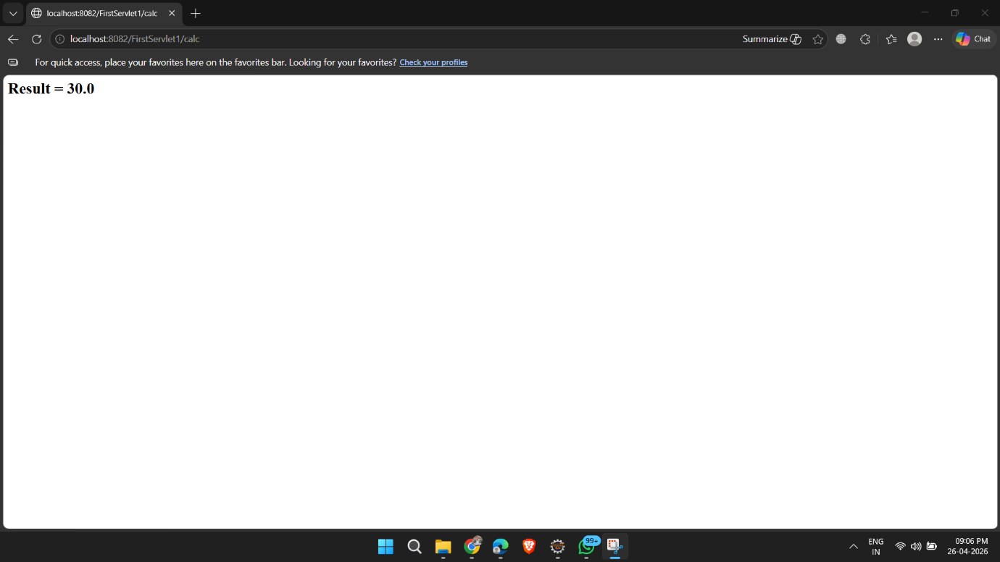 localhost:8082/FirstServlet1/calc
localhost:8082/FirstServlet1/calc
Summarize
Chat
For quick access, place your favorites here on the favorites bar. Looking for your favorites? Check your profiles
Result = 30.0
99+
ENG
IN
09:06 PM
26-04-2026